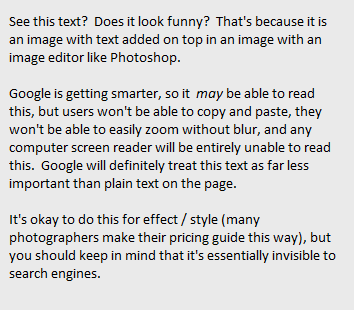 See this text?  Does it look funny?  That's because it is
an image with text added on top in an image with an
image editor like Photoshop.

Google is getting smarter, so it  may be able to read
this, but users won't be able to copy and paste, they
won't be able to easily zoom without blur, and any
computer screen reader will be entirely unable to read
this.  Google will definitely treat this text as far less
important than plain text on the page.

It's okay to do this for effect / style (many
photographers make their pricing guide this way), but
you should keep in mind that it's essentially invisible to
search engines.